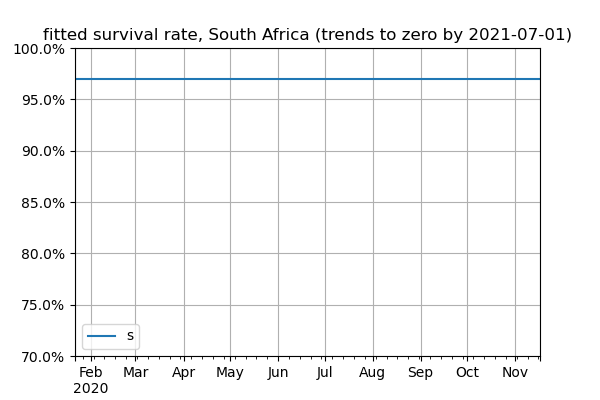 fitted survival rate, South Africa (trends to zero by 2021-07-01)
100.0%
95.0%
90.0%
85.0%
80.0%
75.0%
70.0%
s
Feb Mar Apr May Jun Jul Aug Sep Oct Nov
2020